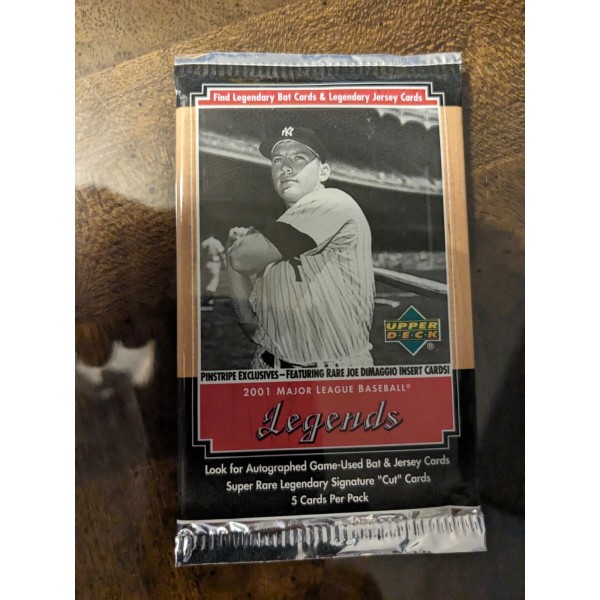 Find Legendary Bat Cards & Legendary Jersey Cards
NY
UPPER
DECK®
PINSTRIPE EXCLUSIVES–FEATURING RARE JOE DIMAGGIO INSERT CARDS!
2001 MAJOR LEAGUE BASEBALL®
Legends
Look for Autographed Game-Used Bat & Jersey Cards
Super Rare Legendary Signature "Cut" Cards
5 Cards Per Pack